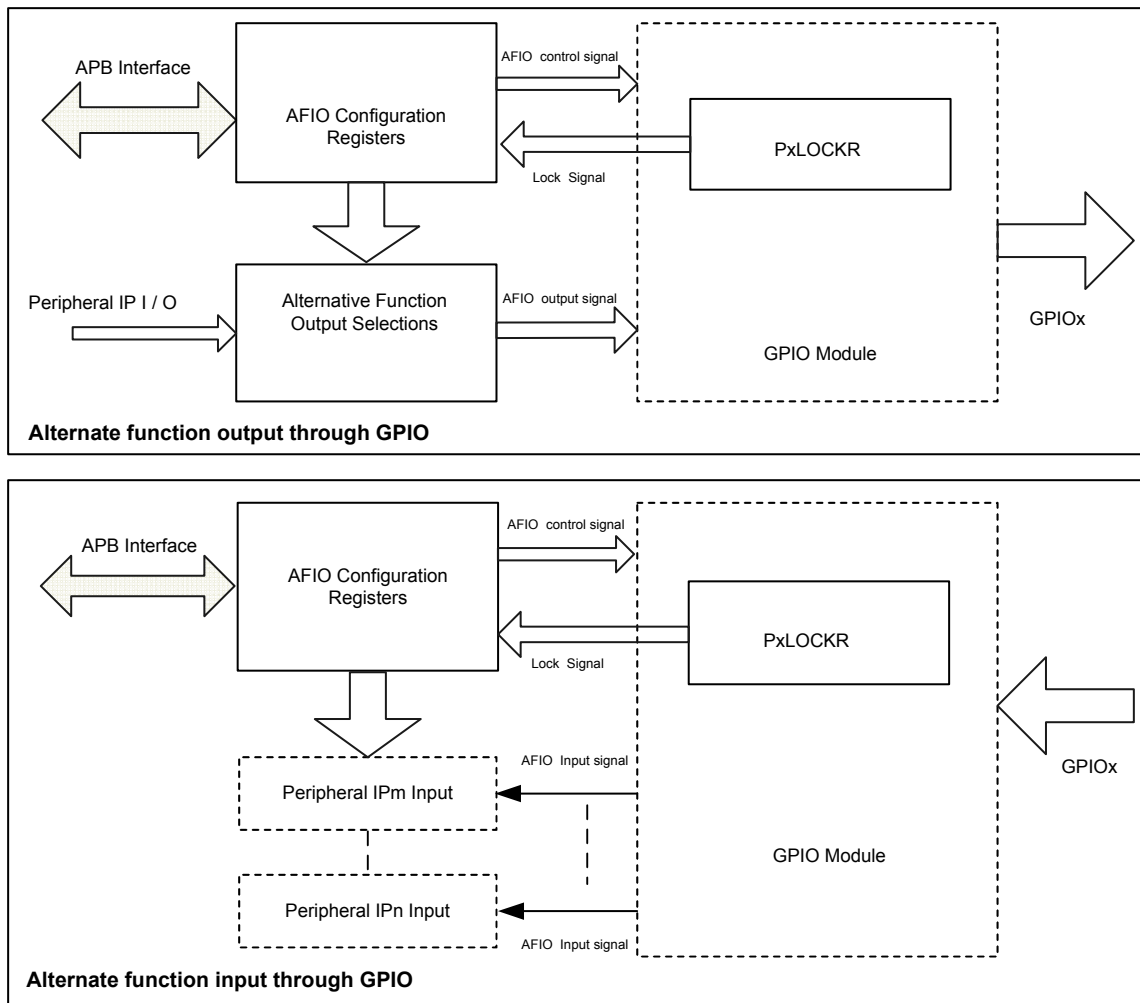 APB Interface
AFIO Configuration
Registers
AFIO control signal
Lock Signal
PxLOCKR
Peripheral IP I / O
Alternative Function
Output Selections
AFIO output signal
GPIO Module
GPIOx
Alternate function output through GPIO
APB Interface
AFIO Configuration
Registers
AFIO control signal
Lock Signal
PxLOCKR
GPIOx
AFIO Input signal
Peripheral IPm Input
GPIO Module
Peripheral IPn Input
AFIO Input signal
Alternate function input through GPIO